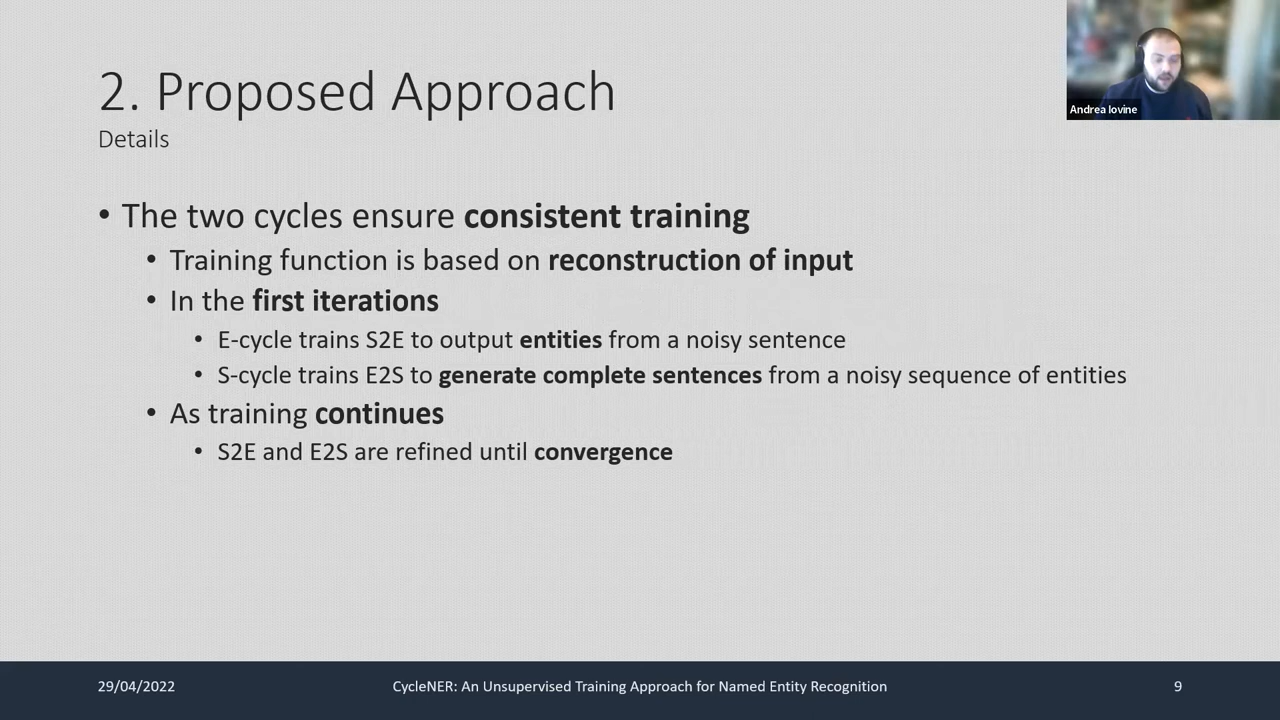 2. Proposed Approach
Details
Andrea Iovine
• The two cycles ensure consistent training
• Training function is based on reconstruction of input
• In the first iterations
• E-cycle trains S2E to output entities from a noisy sentence
• S-cycle trains E2S to generate complete sentences from a noisy sequence of entities
• As training continues
• S2E and E2S are refined until convergence
29/04/2022
CycleNER: An Unsupervised Training Approach for Named Entity Recognition
9